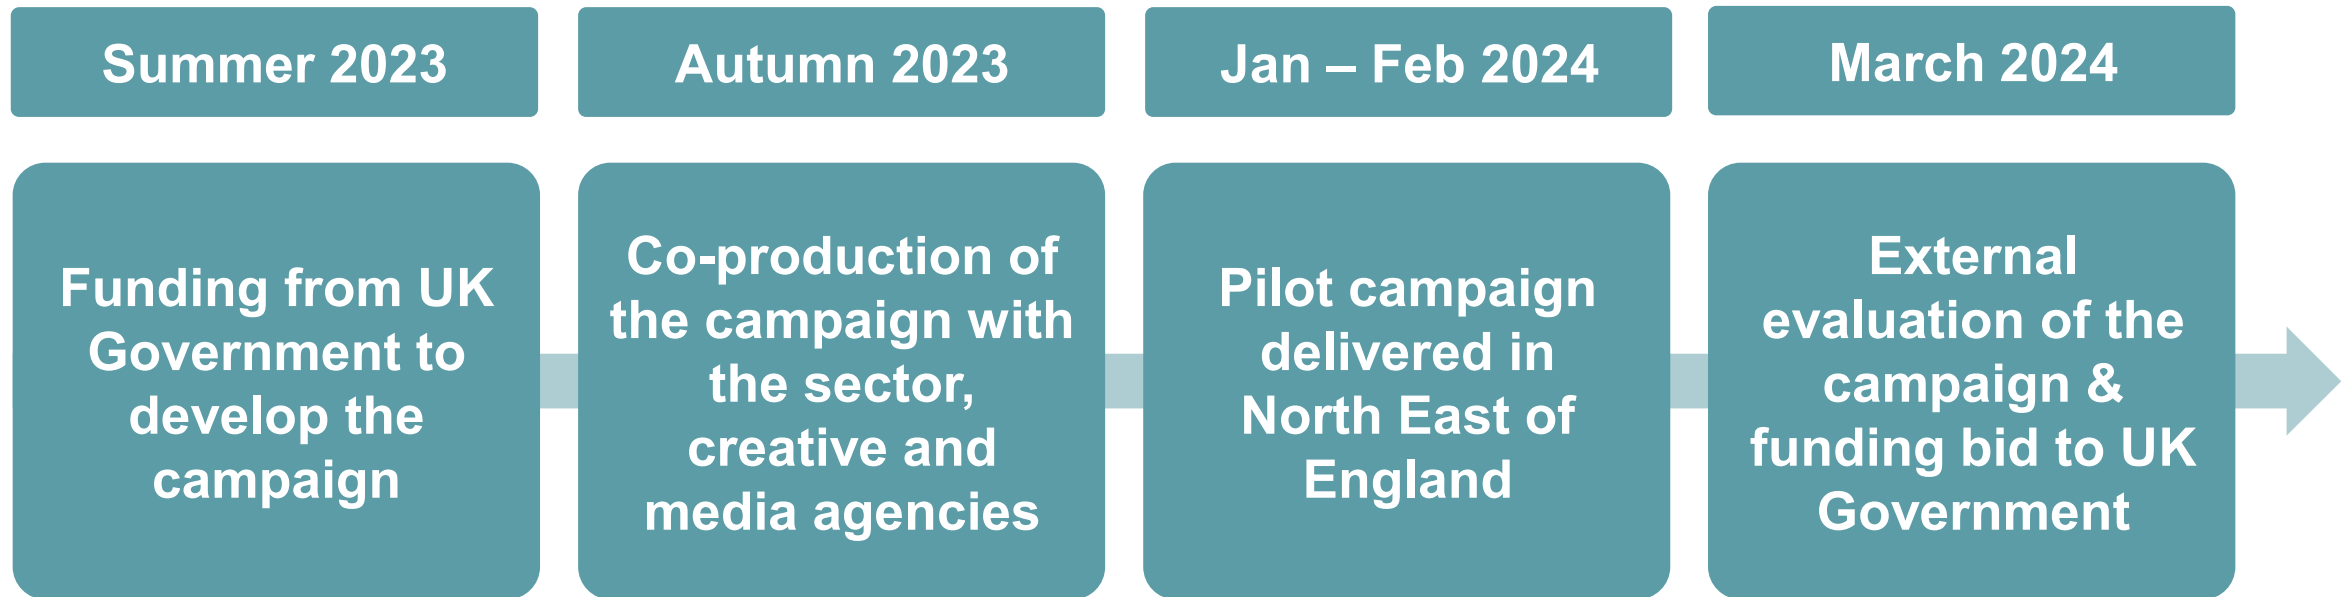 Summer 2023
Autumn 2023
Jan – Feb 2024
March 2024
Funding from UK
Government to
develop the
campaign
Co-production of
the campaign with
the sector,
creative and
media agencies
Pilot campaign
delivered in
North East of
England
External
evaluation of the
campaign &
funding bid to UK
Government